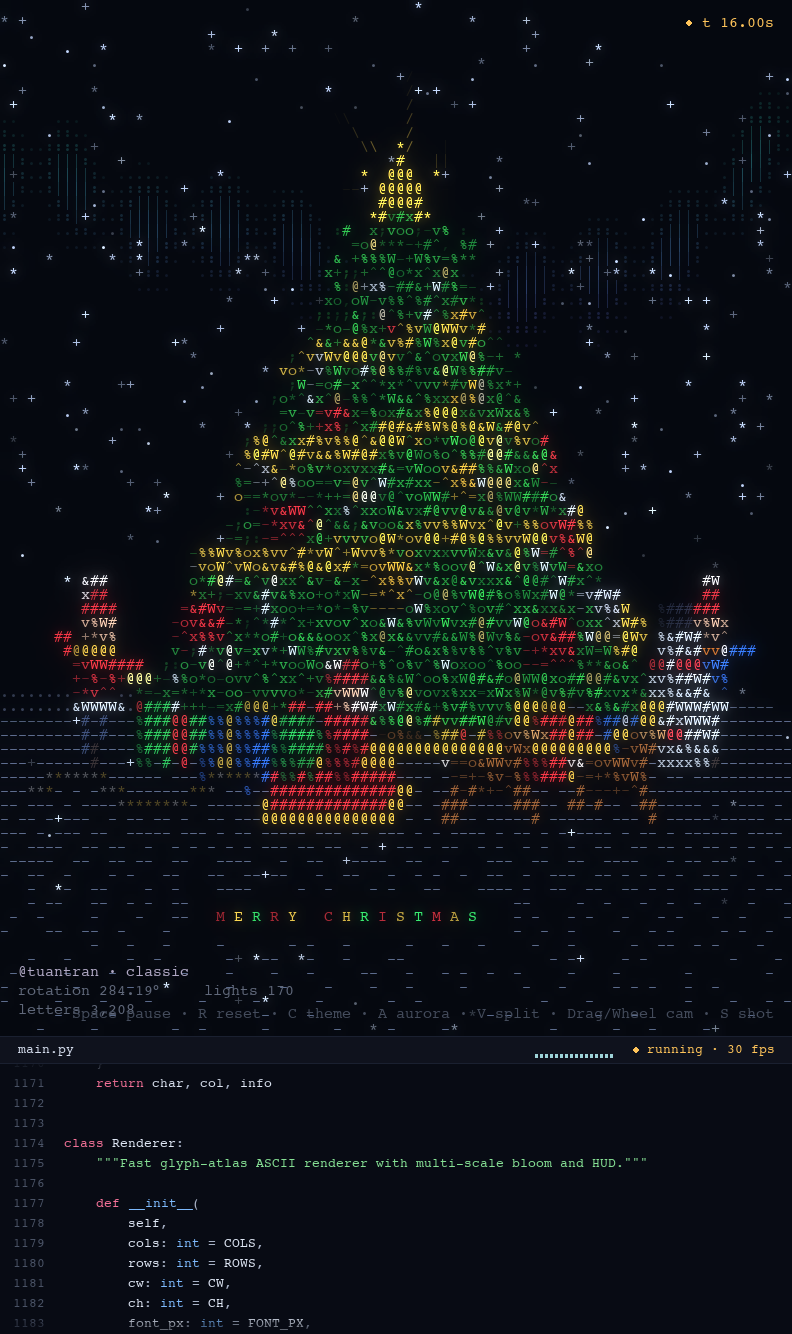 ◆ t 16.00s
MERRY CHRISTMAS
@tuantran · classic
rotation 284.19° lights 170
letters 3,208
Space pause · R reset · C theme · A aurora · V split · Drag/Wheel cam · S shot
main.py ◆ running · 30 fps
1171 return char, col, info
1172
1173
1174 class Renderer:
1175 """Fast glyph-atlas ASCII renderer with multi-scale bloom and HUD."""
1176
1177 def __init__(
1178 self,
1179 cols: int = COLS,
1180 rows: int = ROWS,
1181 cw: int = CW,
1182 ch: int = CH,
1183 font_px: int = FONT_PX,